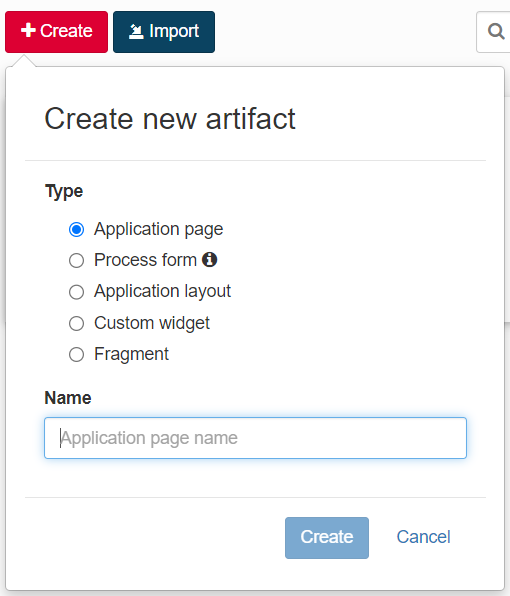 Create
Import
Create new artifact
Type
Application page
Process form
Application layout
Custom widget
Fragment
Name
Application page name
Create
Cancel